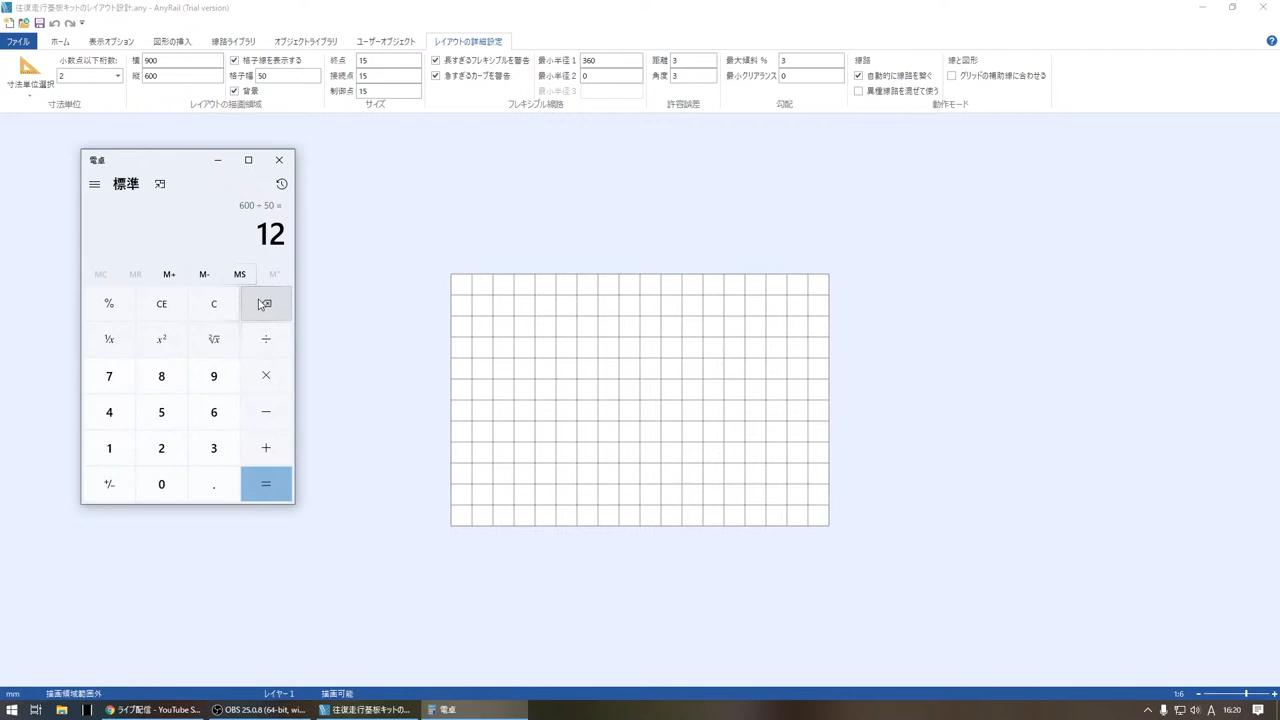 往復走行基板キットのレイアウト設計.any - AnyRail (Trial version)
ファイル ホーム 表示オプション 図形の挿入 線路ライブラリ オブジェクトライブラリ ユーザーオブジェクト レイアウトの詳細設定
小数点以下桁数: 横 900 格子線を表示する 終点 15 長すぎるフレキシブルを警告 最小半径 1 360 距離 3 最大傾斜 % 3 線路 線と図形
2 縦 600 格子幅 50 接続点 15 急すぎるカーブを警告 最小半径 2 0 角度 3 オート・クリアランス 0 自動的に線路を繋ぐ グリッドの補助線に合わせる
寸法単位選択 背景 制御点 15 最小半径 3 異種線路を混ぜて使う
寸法単位 レイアウトの描画領域 サイズ フレキシブル線路 許容誤差 勾配 動作モード
電卓
標準
600 ÷ 50 =
12
MC MR M+ M- MS M˅
% CE C
¹/x x² ²√x ÷
7 8 9 ×
4 5 6 −
1 2 3 +
+/- 0 . =
mm 描画領域範囲外 レイヤー 1 描画可能 1:6
ライブ配信 - YouTube S... OBS 25.0.8 (64-bit, wi... 往復走行基板キットの... 電卓 A 16:20